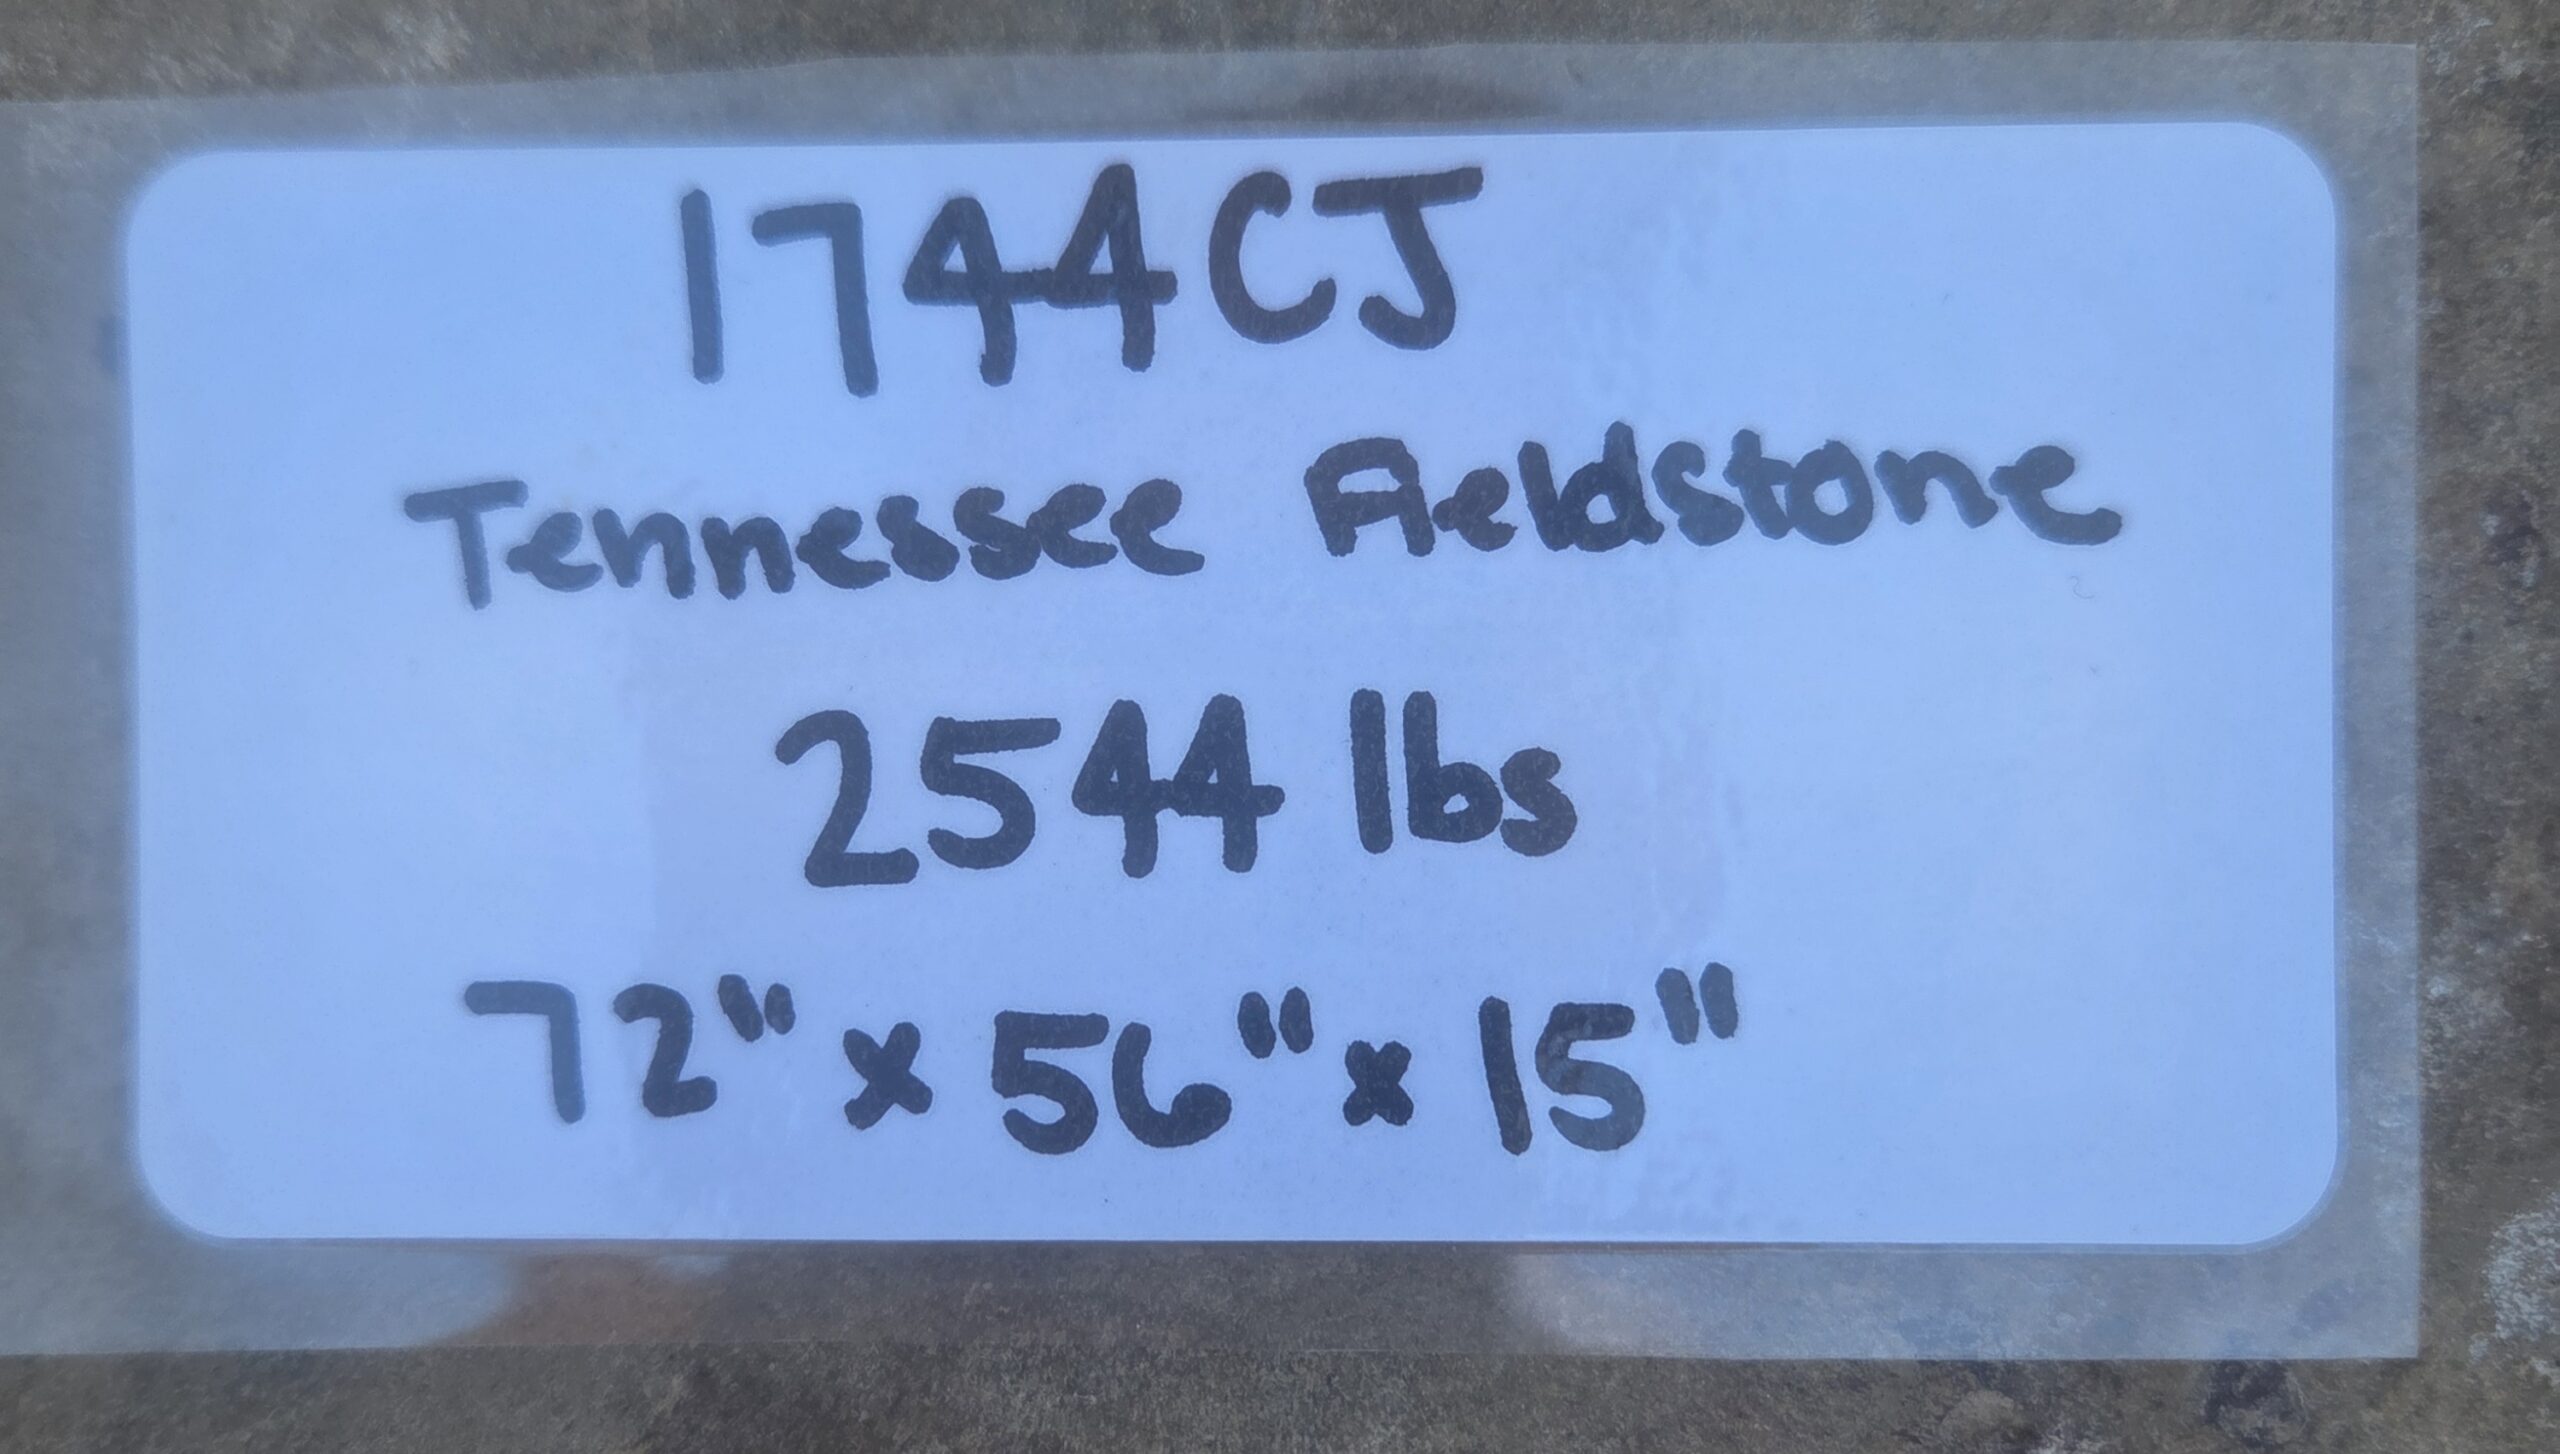 1744CJ
Tennessee Fieldstone
2544 lbs
72" x 56" x 15"